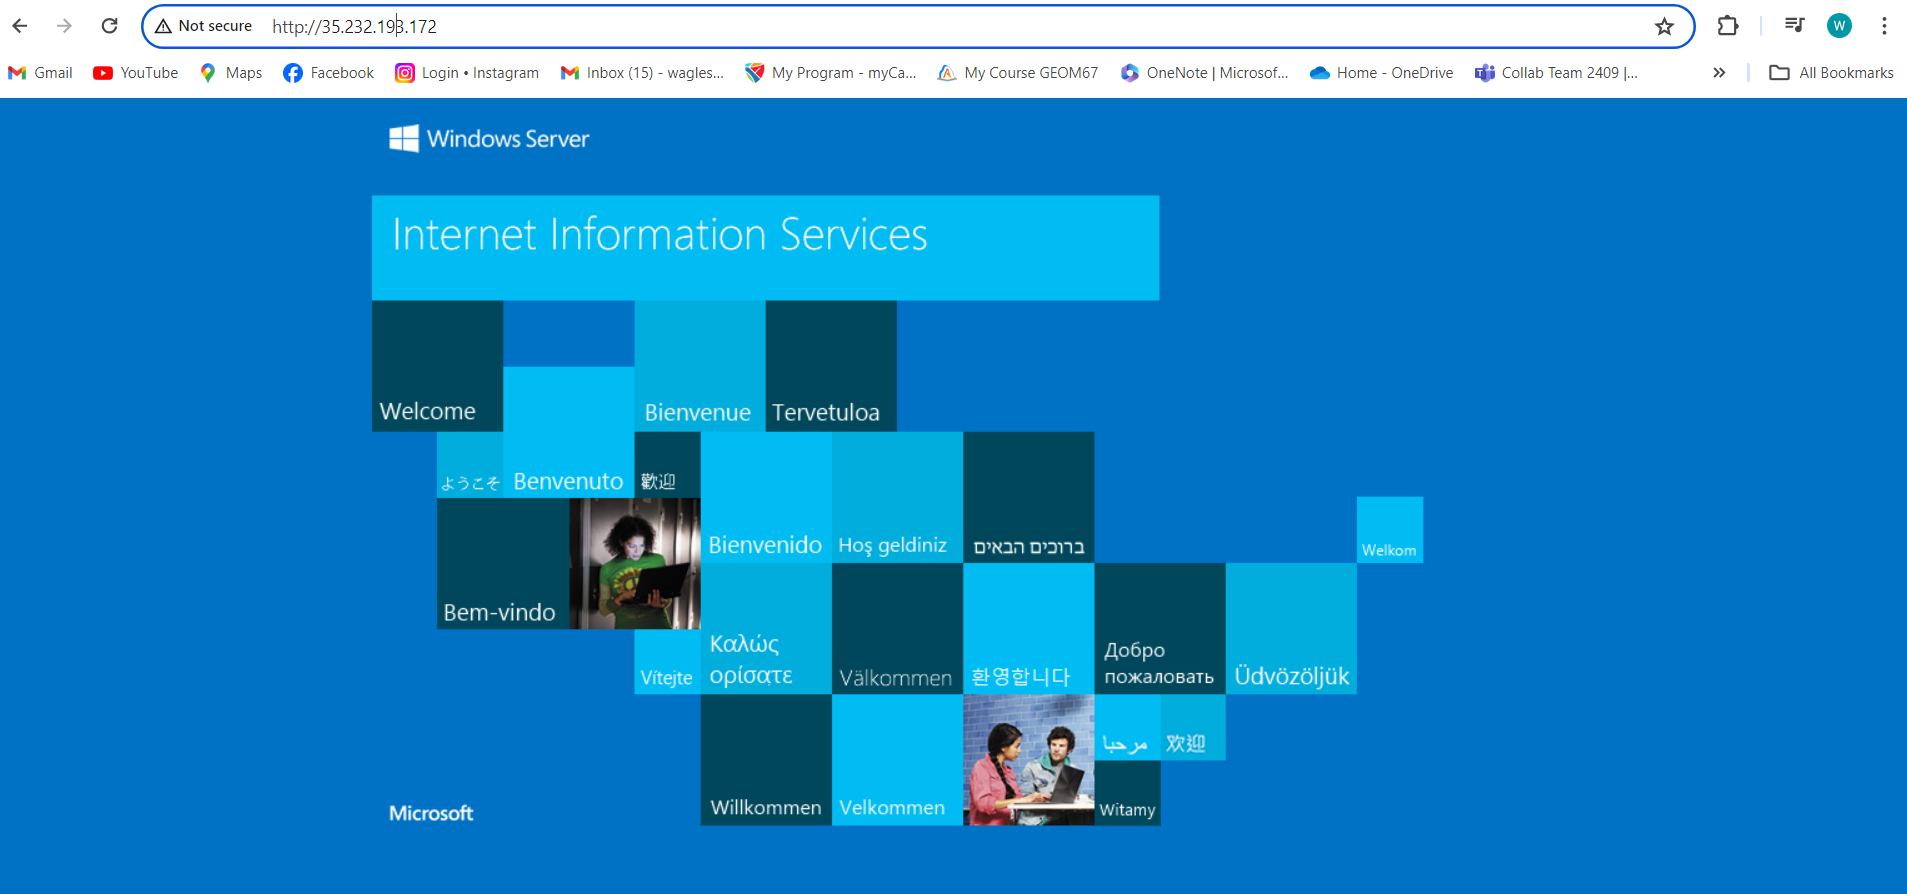 Not secure
http://35.232.193.172
W
Gmail
YouTube
Maps
Facebook
Login • Instagram
Inbox (15) - wagles...
My Program - myCa...
My Course GEOM67
OneNote | Microsof...
Home - OneDrive
Collab Team 2409 |...
All Bookmarks
Windows Server
Internet Information Services
Welcome
Bienvenue
Tervetuloa
ようこそ
Benvenuto
歡迎
Bienvenido
Hoş geldiniz
ברוכים הבאים
Welkom
Bem-vindo
Vítejte
Καλώς
ορίσατε
Välkommen
환영합니다
Добро
пожаловать
Üdvözöljük
Willkommen
Velkommen
مرحبا
欢迎
Witamy
Microsoft